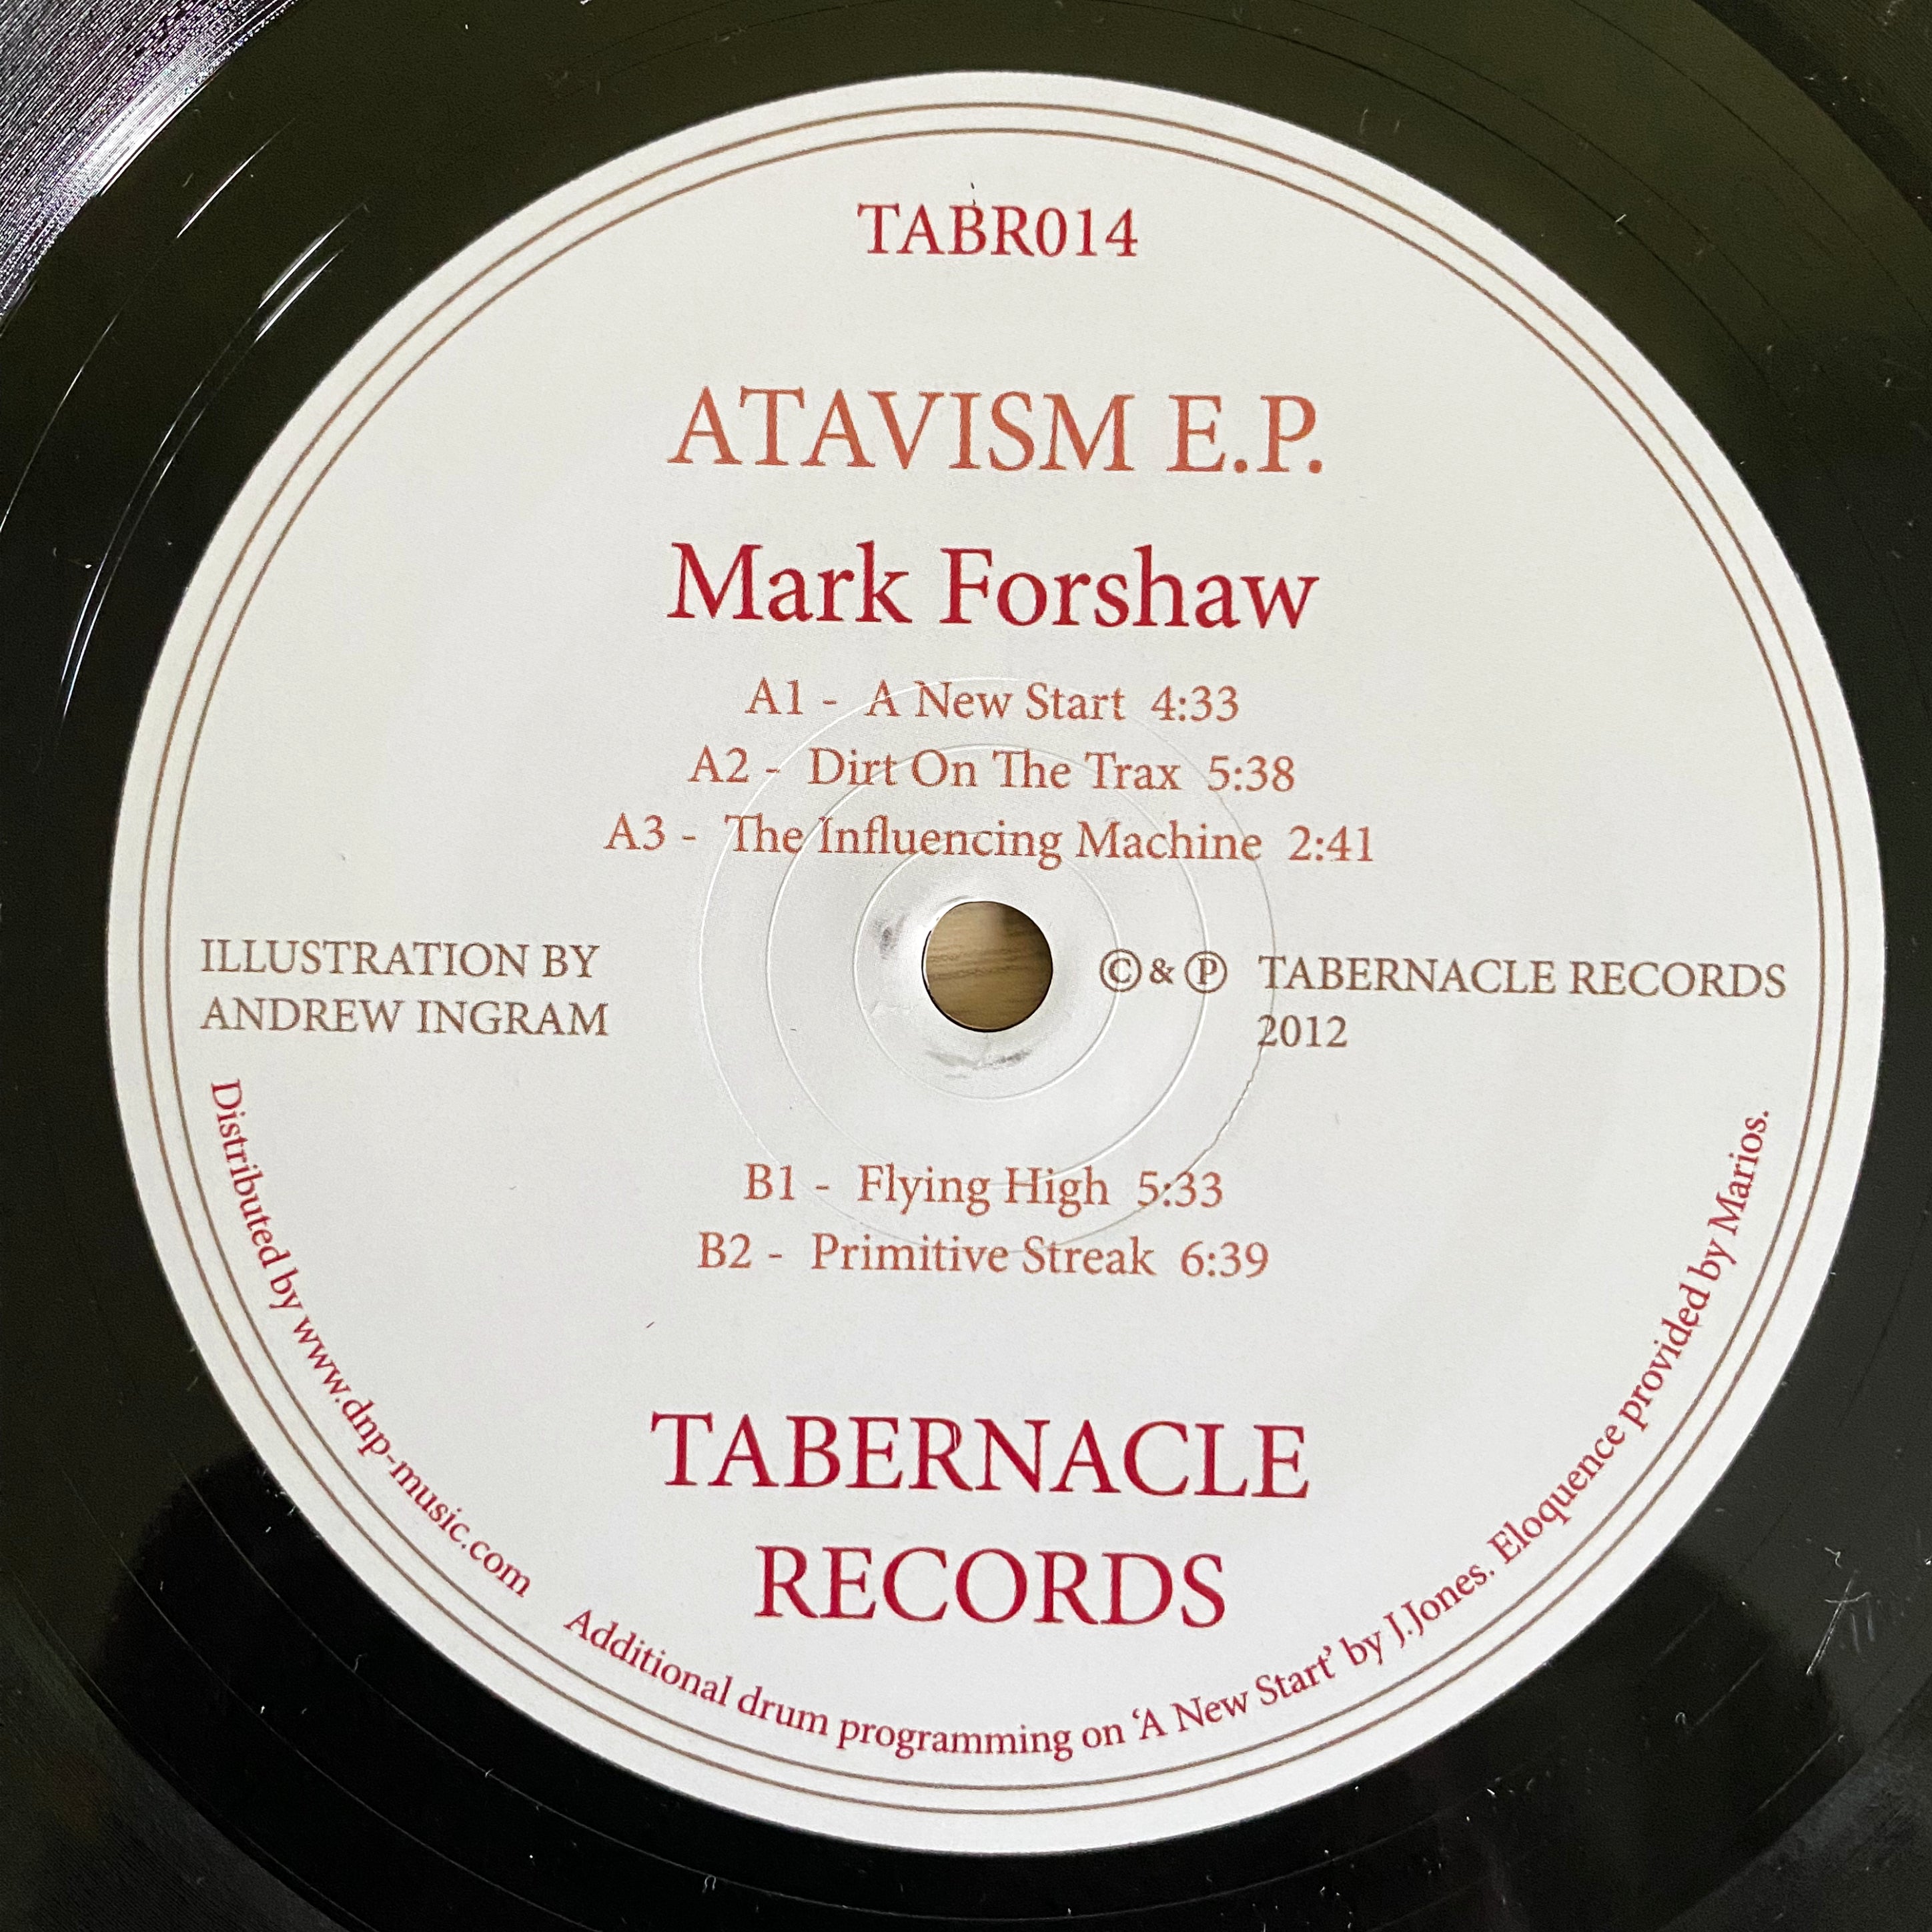 TABR014
ATAVISM E.P.
Mark Forshaw
A1 - A New Start 4:33
A2 - Dirt On The Trax 5:38
A3 - The Influencing Machine 2:41
ILLUSTRATION BY
ANDREW INGRAM
© & ℗ TABERNACLE RECORDS
2012
B1 - Flying High 5:33
B2 - Primitive Streak 6:39
TABERNACLE
RECORDS
Distributed by www.dnp-music.com
Additional drum programming on ‘A New Start’ by J.Jones. Eloquence provided by Marios.